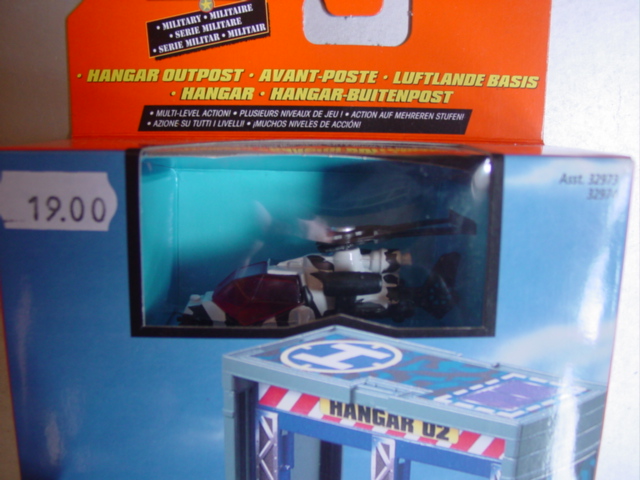 • MILITARY • MILITAIRE
• SERIE MILITARE
• SERIE MILITAR • MILITAIR
• HANGAR OUTPOST • AVANT-POSTE • LUFTLANDE BASIS
• HANGAR • HANGAR-BUITENPOST
• MULTI-LEVEL ACTION! • PLUSIEURS NIVEAUX DE JEU ! • ACTION AUF MEHREREN STUFEN!
• AZIONE SU TUTTI I LIVELLI! • ¡MUCHOS NIVELES DE ACCIÓN!
Asst. 32973
19.00
H
HANGAR 02